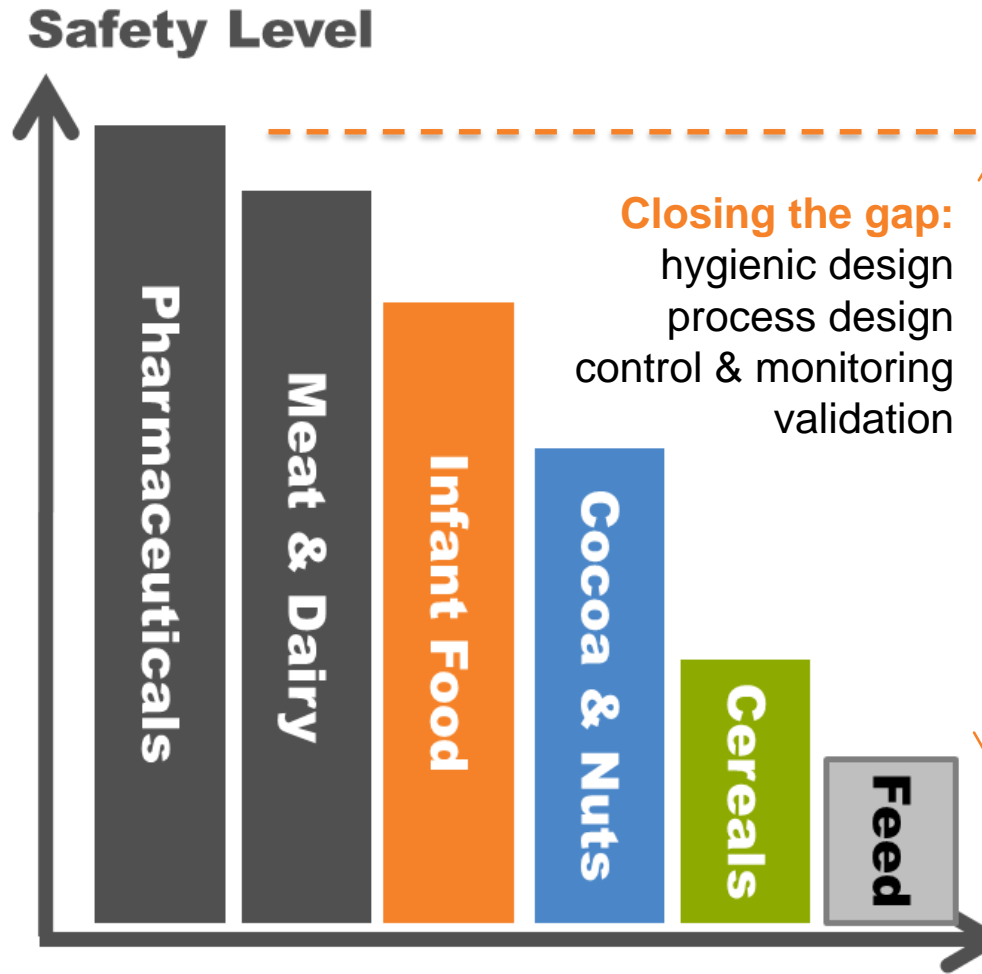 Safety Level
Closing the gap:
hygienic design
process design
control & monitoring
validation
Pharmaceuticals
Meat & Dairy
Infant Food
Cocoa & Nuts
Cereals
Feed